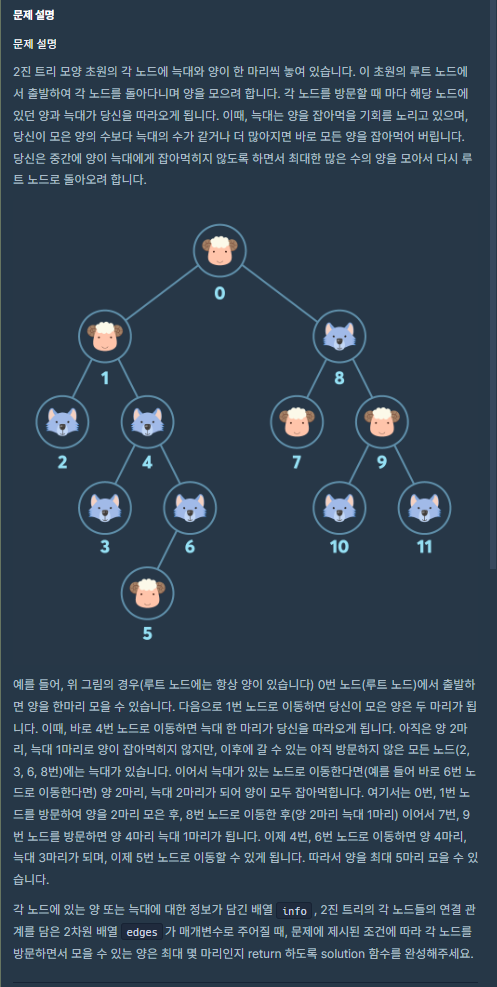 문제 설명
문제 설명
2진 트리 모양 초원의 각 노드에 늑대와 양이 한 마리씩 놓여 있습니다. 이 초원의 루트 노드에
서 출발하여 각 노드를 돌아다니며 양을 모으려 합니다. 각 노드를 방문할 때 마다 해당 노드에
있던 양과 늑대가 당신을 따라오게 됩니다. 이때, 늑대는 양을 잡아먹을 기회를 노리고 있으며,
당신이 모은 양의 수보다 늑대의 수가 같거나 더 많아지면 바로 모든 양을 잡아먹어 버립니다.
당신은 중간에 양이 늑대에게 잡아먹히지 않도록 하면서 최대한 많은 수의 양을 모아서 다시 루
트 노드로 돌아오려 합니다.
0
1
8
2
4
7
9
3
6
10
11
5
예를 들어, 위 그림의 경우(루트 노드에는 항상 양이 있습니다) 0번 노드(루트 노드)에서 출발하
면 양을 한마리 모을 수 있습니다. 다음으로 1번 노드로 이동하면 당신이 모은 양은 두 마리가 됩
니다. 이때, 바로 4번 노드로 이동하면 늑대 한 마리가 당신을 따라오게 됩니다. 아직은 양 2마
리, 늑대 1마리로 양이 잡아먹히지 않지만, 이후에 갈 수 있는 아직 방문하지 않은 모든 노드(2,
3, 6, 8번)에는 늑대가 있습니다. 이어서 늑대가 있는 노드로 이동한다면(예를 들어 바로 6번 노
드로 이동한다면) 양 2마리, 늑대 2마리가 되어 양이 모두 잡아먹힙니다. 여기서는 0번, 1번 노
드를 방문하여 양을 2마리 모은 후, 8번 노드로 이동한 후(양 2마리 늑대 1마리) 이어서 7번, 9
번 노드를 방문하면 양 4마리 늑대 1마리가 됩니다. 이제 4번, 6번 노드로 이동하면 양 4마리,
늑대 3마리가 되며, 이제 5번 노드로 이동할 수 있게 됩니다. 따라서 양을 최대 5마리 모을 수 있
습니다.
각 노드에 있는 양 또는 늑대에 대한 정보가 담긴 배열 info , 2진 트리의 각 노드들의 연결 관
계를 담은 2차원 배열 edges 가 매개변수로 주어질 때, 문제에 제시된 조건에 따라 각 노드를
방문하면서 모을 수 있는 양은 최대 몇 마리인지 return 하도록 solution 함수를 완성해주세요.